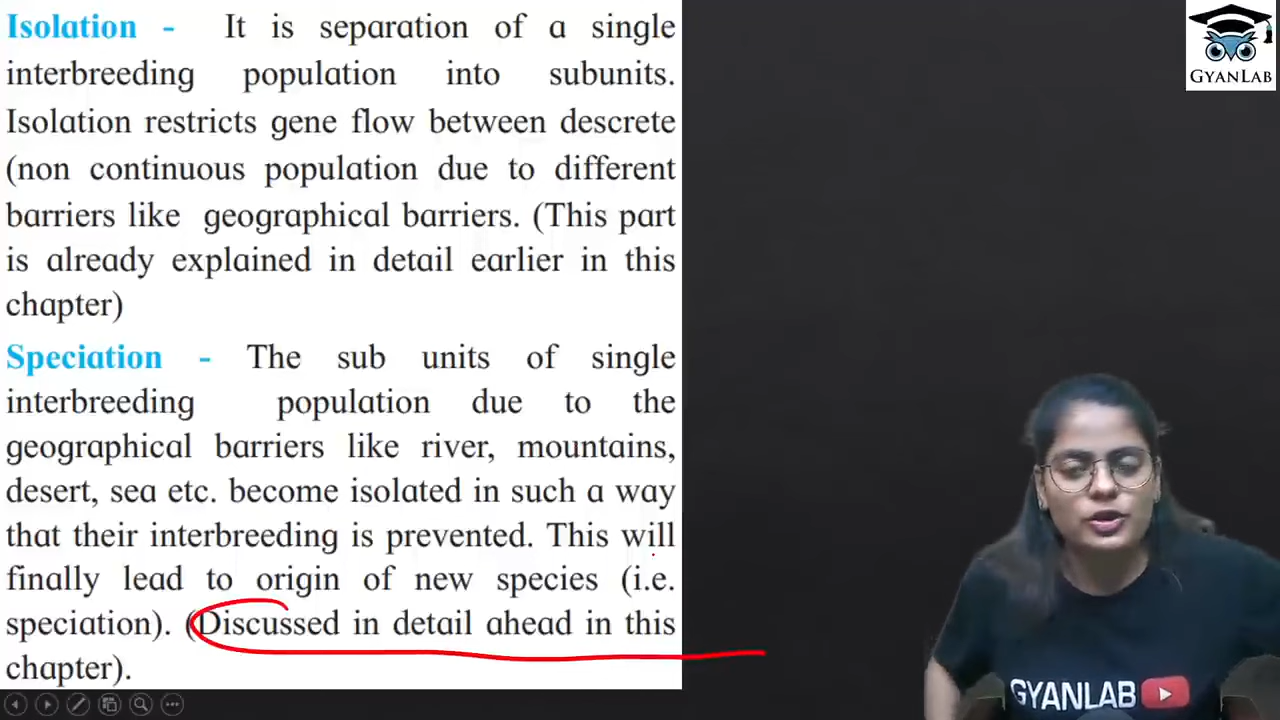 Isolation - It is separation of a single
interbreeding population into subunits.
Isolation restricts gene flow between descrete
(non continuous population due to different
barriers like geographical barriers. (This part
is already explained in detail earlier in this
chapter)
Speciation - The sub units of single
interbreeding population due to the
geographical barriers like river, mountains,
desert, sea etc. become isolated in such a way
that their interbreeding is prevented. This will
finally lead to origin of new species (i.e.
speciation). (Discussed in detail ahead in this
chapter).
GYANLAB
GYANLAB